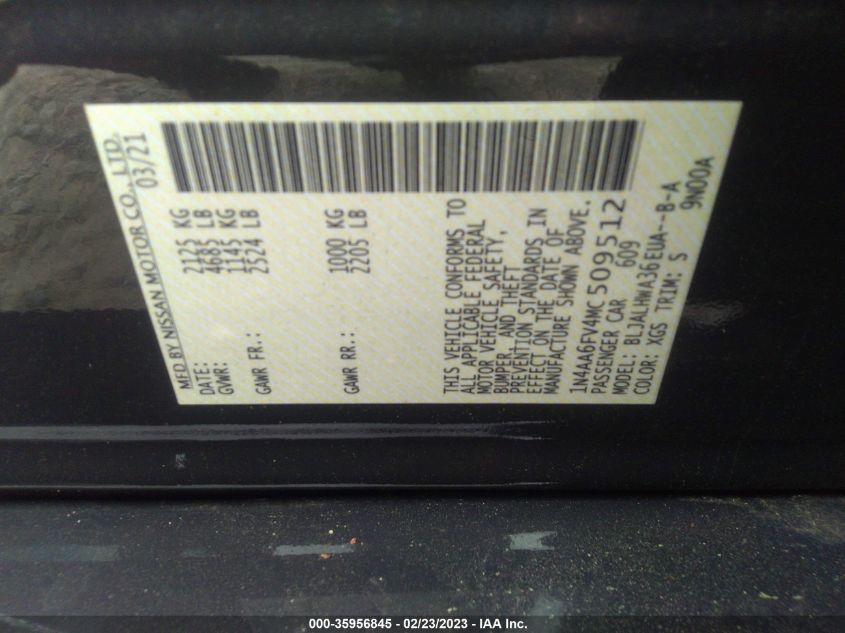 MFD BY NISSAN MOTOR CO., LTD.
DATE: 03/21
GVWR: 2125 KG
4685 LB
GAWR FR.: 1145 KG
2524 LB
GAWR RR.: 1000 KG
2205 LB
THIS VEHICLE CONFORMS TO
ALL APPLICABLE FEDERAL
MOTOR VEHICLE SAFETY,
BUMPER, AND THEFT
PREVENTION STANDARDS IN
EFFECT ON THE DATE OF
MANUFACTURE SHOWN ABOVE.
1N4AA6FV4MC509512
PASSENGER CAR 609
MODEL: BLJALHWA36EUA--B-A
COLOR: XGS TRIM: S 9NOOA
000-35956845 - 02/23/2023 - IAA Inc.